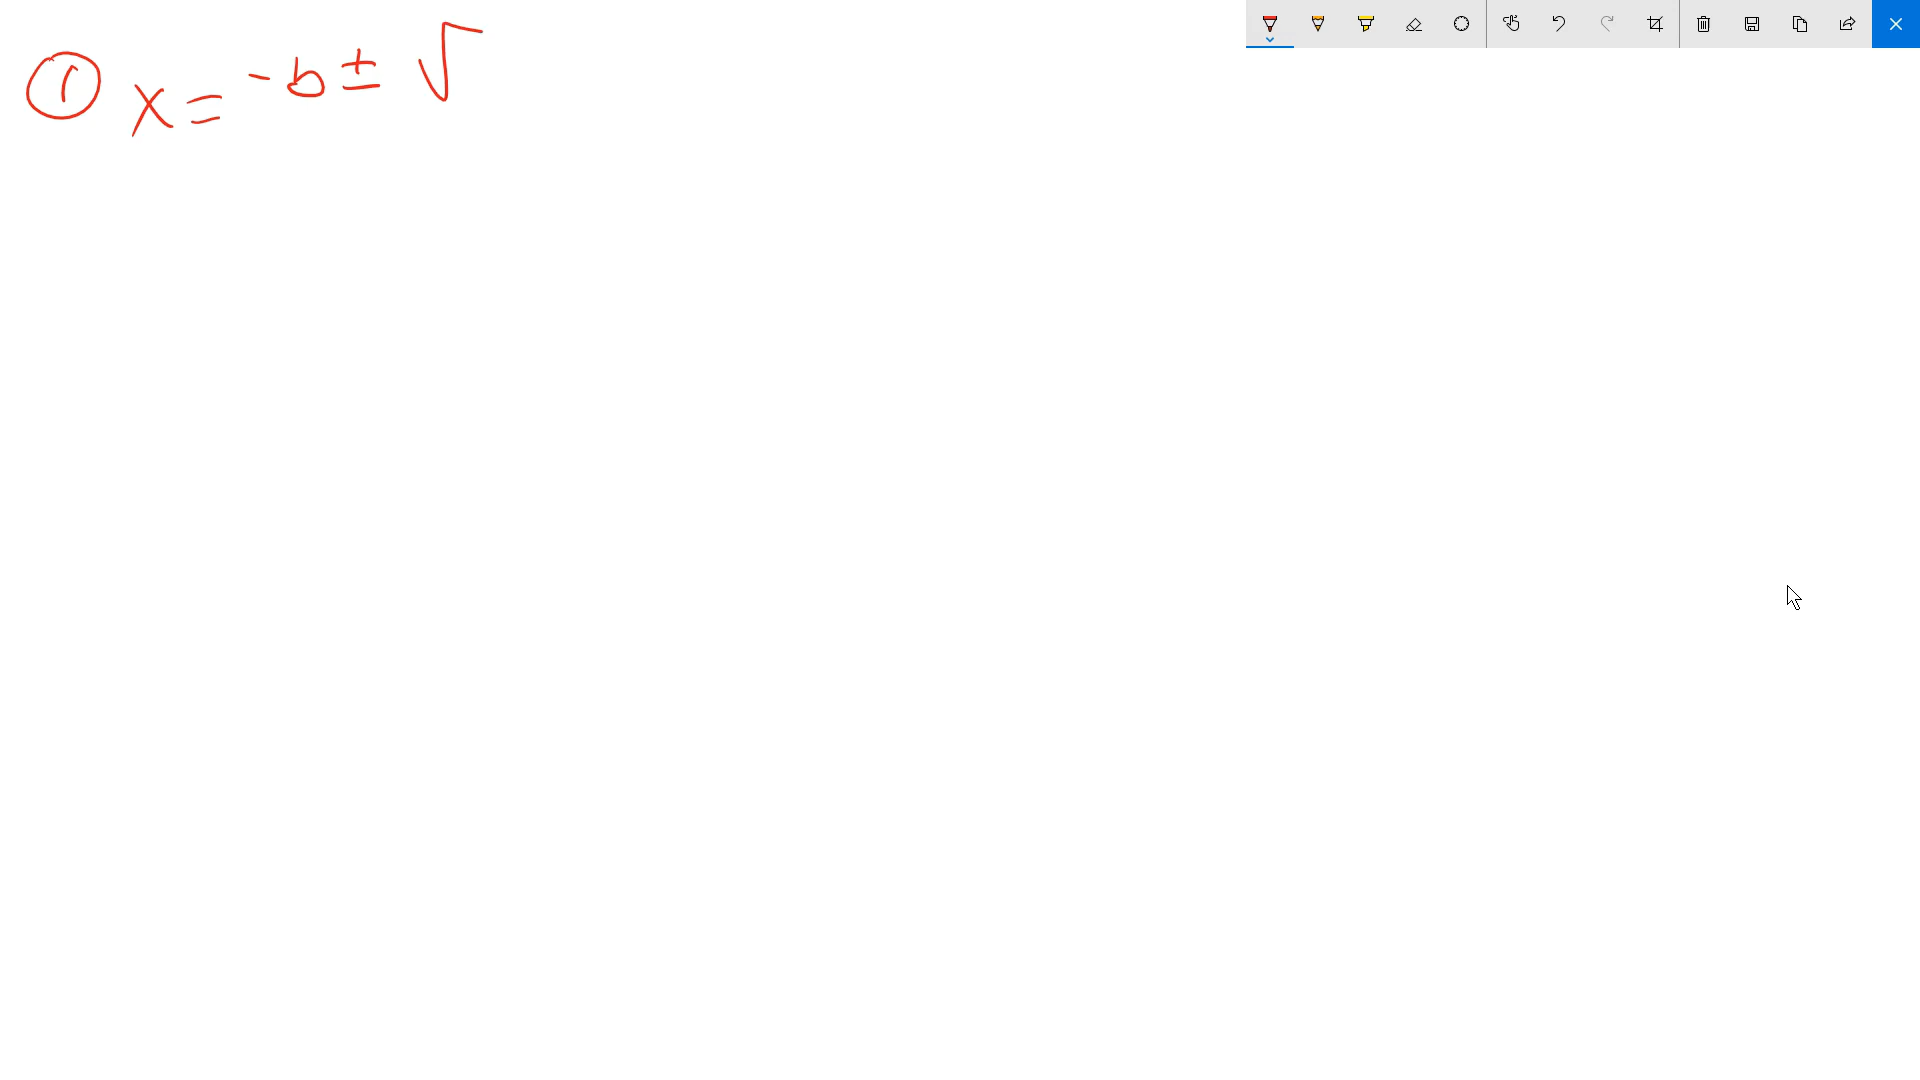 ① x = -b ± √